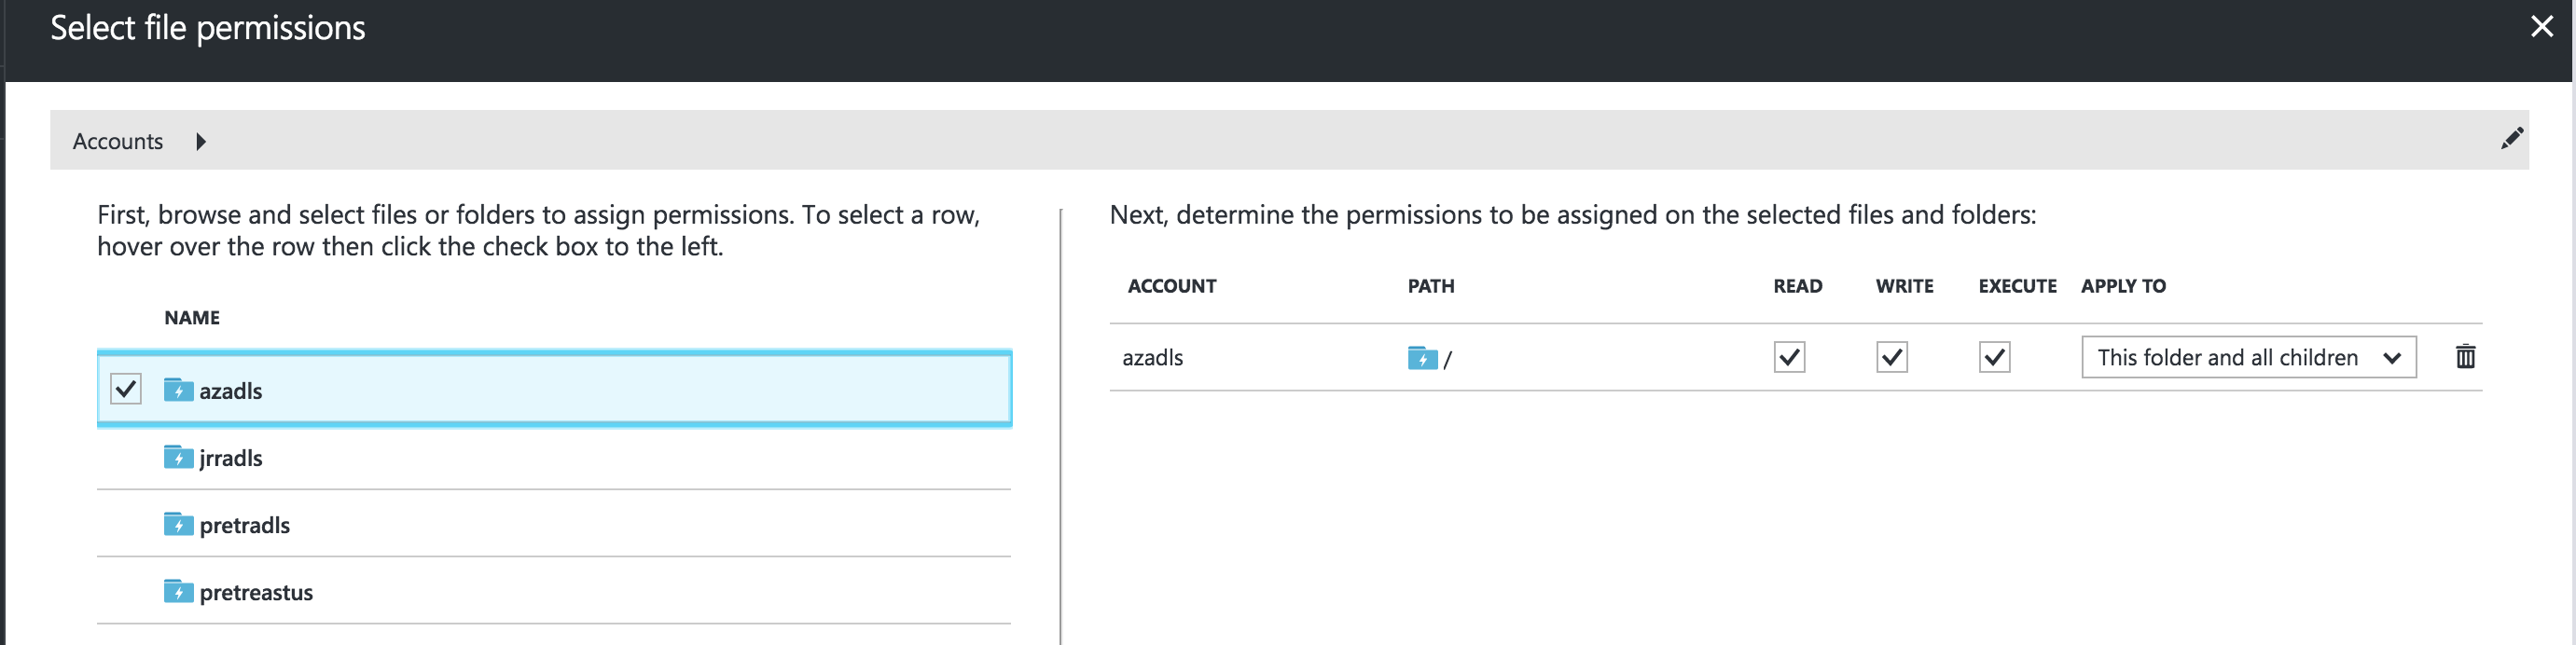 Select file permissions
Accounts
First, browse and select files or folders to assign permissions. To select a row,
hover over the row then click the check box to the left.
NAME
azadls
jrradls
pretradls
pretreastus
Next, determine the permissions to be assigned on the selected files and folders:
ACCOUNT PATH READ WRITE EXECUTE APPLY TO
azadls / This folder and all children